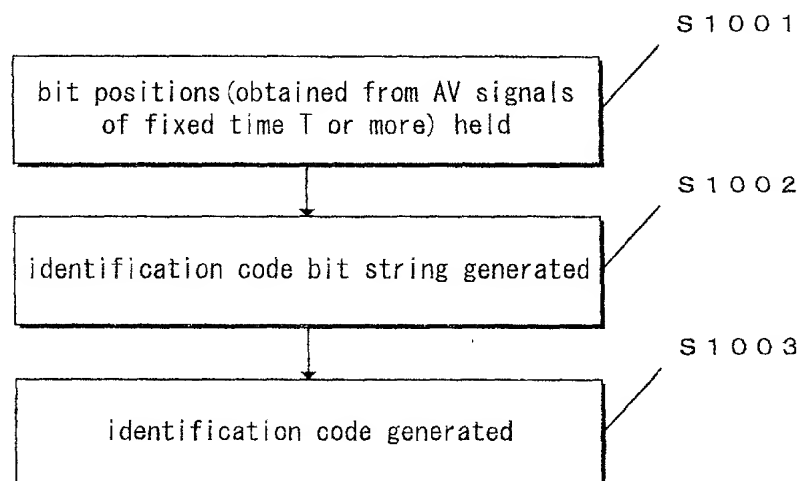 S1001
bit positions(obtained from AV signals
of fixed time T or more) held
S1002
identification code bit string generated
S1003
identification code generated